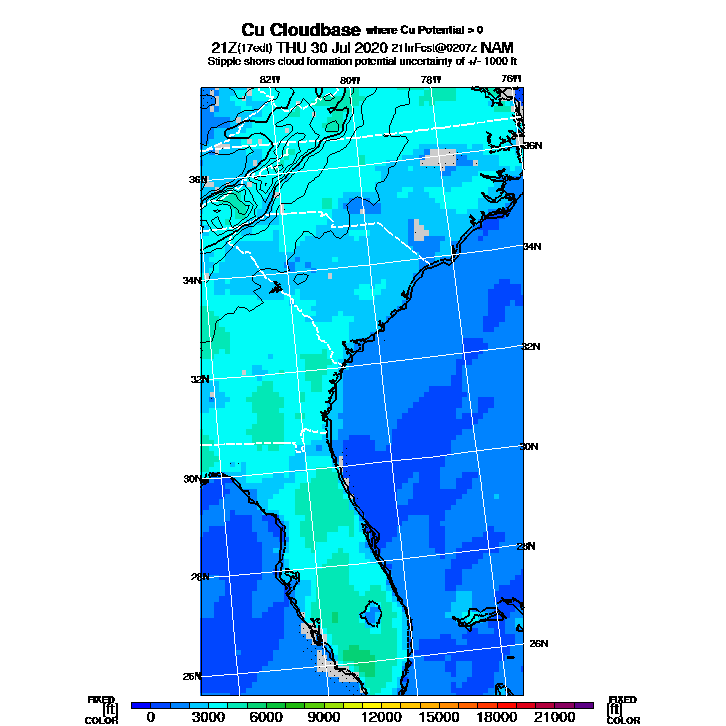 Cu Cloudbase where Cu Potential > 0
21Z(17edt) THU 30 Jul 2020 21hrFcst@0207z NAM
Stipple shows cloud formation potential uncertainty of +/- 1000 ft
82W 80W 78W 76W
36N
36N
34N
34N
32N
32N
30N
30N
28N
28N
26N
26N
FIXED FIXED
[ft] [ft]
COLOR COLOR
0 3000 6000 9000 12000 15000 18000 21000